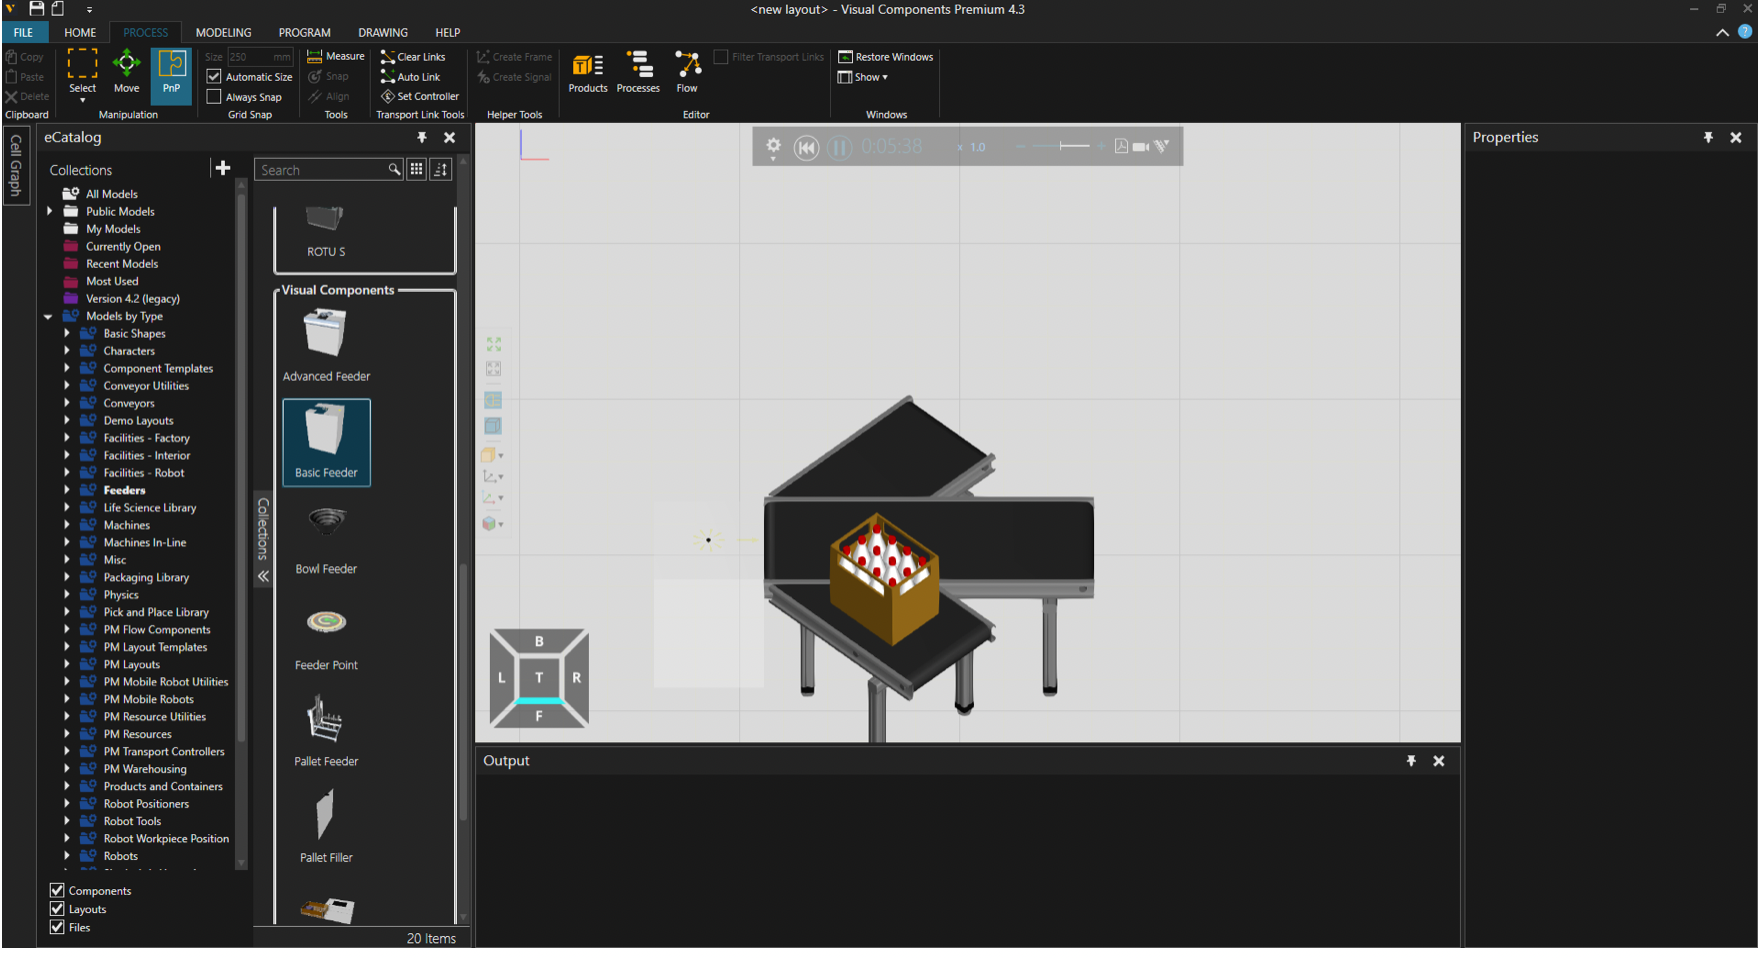 <new layout> - Visual Components Premium 4.3
FILE HOME PROCESS MODELING PROGRAM DRAWING HELP
Copy
Paste
Delete
Clipboard
Select
Move
PnP
Manipulation
Size 250 mm
Automatic Size
Always Snap
Grid Snap
Measure
Snap
Align
Tools
Clear Links
Auto Link
Set Controller
Transport Link Tools
Create Frame
Create Signal
Helper Tools
Products
Processes
Flow
Filter Transport Links
Editor
Restore Windows
Show
Windows
Cell Graph
eCatalog
Collections
All Models
Public Models
My Models
Currently Open
Recent Models
Most Used
Version 4.2 (legacy)
Models by Type
Basic Shapes
Characters
Component Templates
Conveyor Utilities
Conveyors
Demo Layouts
Facilities - Factory
Facilities - Interior
Facilities - Robot
Feeders
Life Science Library
Machines
Machines In-Line
Misc
Packaging Library
Physics
Pick and Place Library
PM Flow Components
PM Layout Templates
PM Layouts
PM Mobile Robot Utilities
PM Mobile Robots
PM Resource Utilities
PM Resources
PM Transport Controllers
PM Warehousing
Products and Containers
Robot Positioners
Robot Tools
Robot Workpiece Position
Robots
Components
Layouts
Files
Collections
Search
ROTU S
Visual Components
Advanced Feeder
Basic Feeder
Bowl Feeder
Feeder Point
Pallet Feeder
Pallet Filler
20 Items
0:05:38
x 1.0
B
L T R
F
Output
Properties